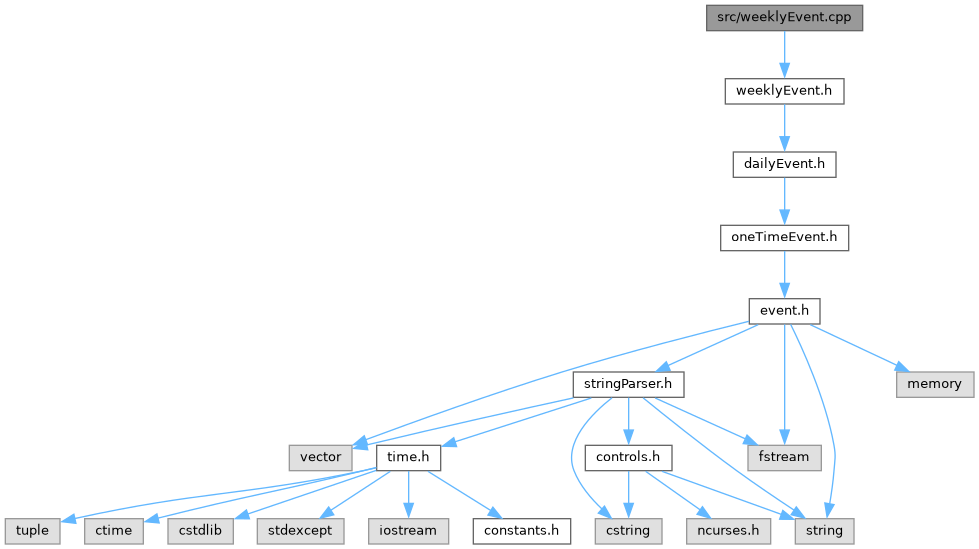 src/weeklyEvent.cpp
weeklyEvent.h
dailyEvent.h
oneTimeEvent.h
event.h
stringParser.h
memory
vector
time.h
controls.h
fstream
tuple
ctime
cstdlib
stdexcept
iostream
constants.h
cstring
ncurses.h
string